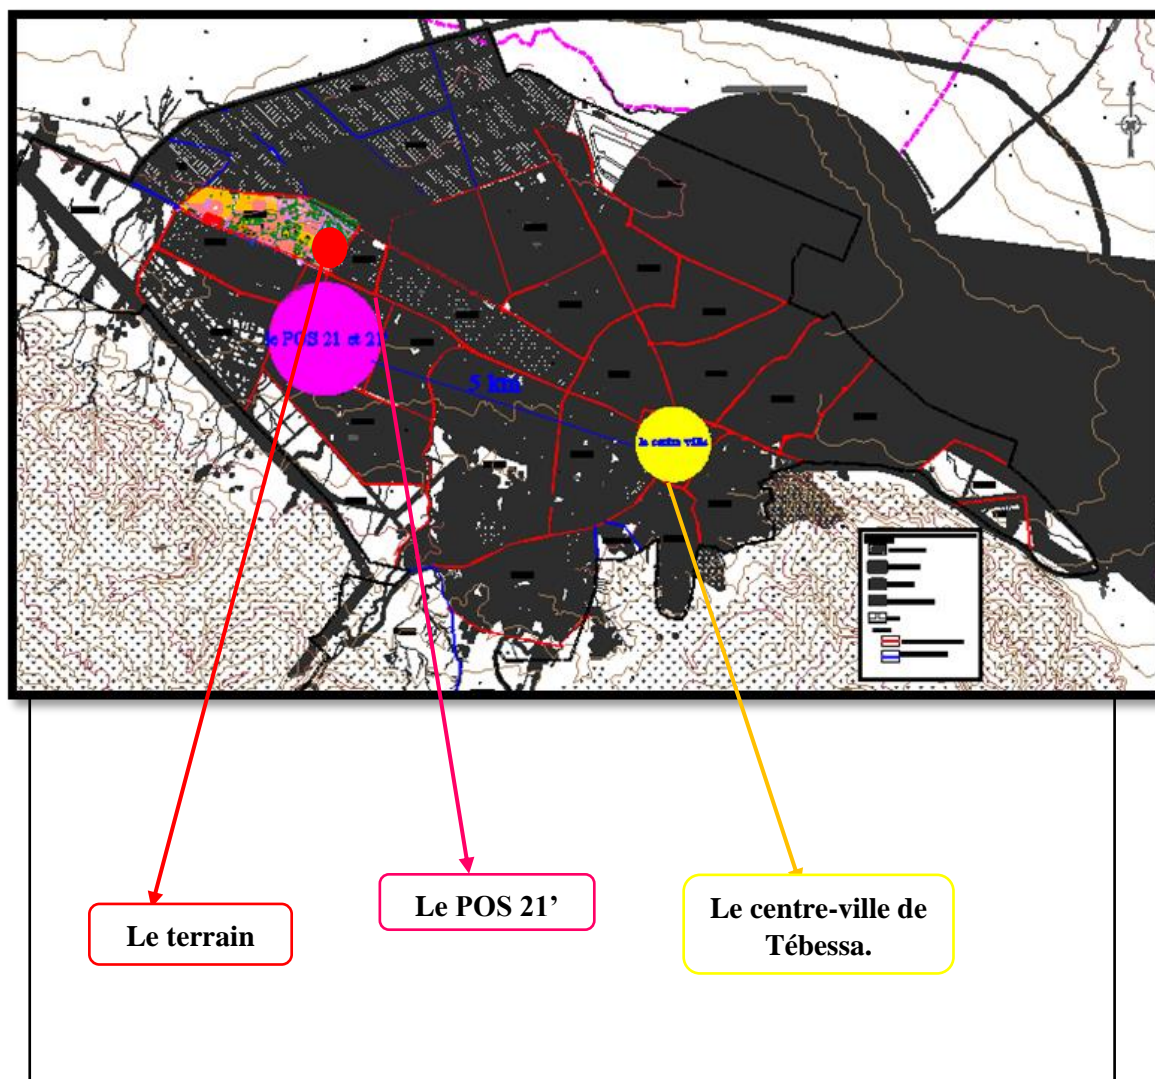 le POS 21 et 21
5 km
le centre ville
Le terrain
Le POS 21’
Le centre-ville de
Tébessa.